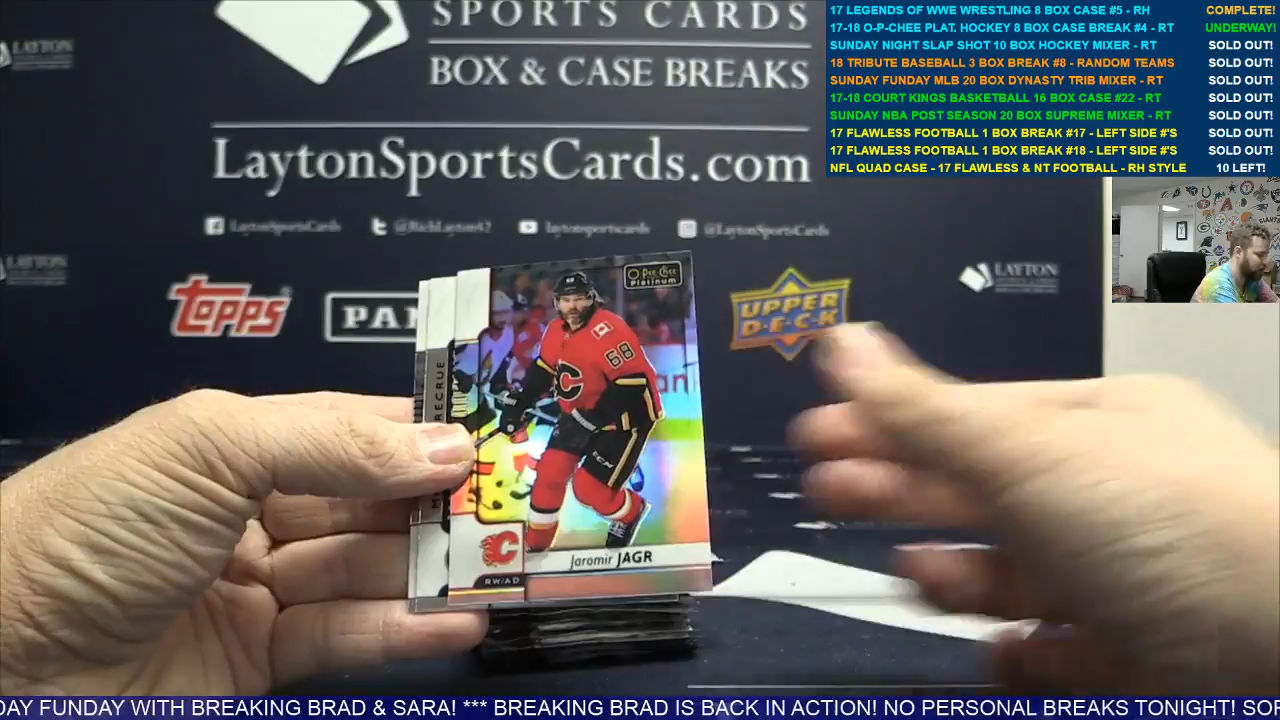 SPORTS CARDS
BOX & CASE BREAKS
LaytonSportsCards.com
LaytonSportsCards
@RichLayton42
laytonsportscards
@LaytonSportsCards
LAYTON
topps
PAN
UPPER
D·E·C·K
RECRUE
O-Pee-Chee
Platinum
68
Jaromir JAGR
RW/AD
17 LEGENDS OF WWE WRESTLING 8 BOX CASE #5 - RH COMPLETE!
17-18 O-P-CHEE PLAT. HOCKEY 8 BOX CASE BREAK #4 - RT UNDERWAY!
SUNDAY NIGHT SLAP SHOT 10 BOX HOCKEY MIXER - RT SOLD OUT!
18 TRIBUTE BASEBALL 3 BOX BREAK #8 - RANDOM TEAMS SOLD OUT!
SUNDAY FUNDAY MLB 20 BOX DYNASTY TRIB MIXER - RT SOLD OUT!
17-18 COURT KINGS BASKETBALL 16 BOX CASE #22 - RT SOLD OUT!
SUNDAY NBA POST SEASON 20 BOX SUPREME MIXER - RT SOLD OUT!
17 FLAWLESS FOOTBALL 1 BOX BREAK #17 - LEFT SIDE #'S SOLD OUT!
17 FLAWLESS FOOTBALL 1 BOX BREAK #18 - LEFT SIDE #'S SOLD OUT!
NFL QUAD CASE - 17 FLAWLESS & NT FOOTBALL - RH STYLE 10 LEFT!
DAY FUNDAY WITH BREAKING BRAD & SARA! *** BREAKING BRAD IS BACK IN ACTION! NO PERSONAL BREAKS TONIGHT! SOR